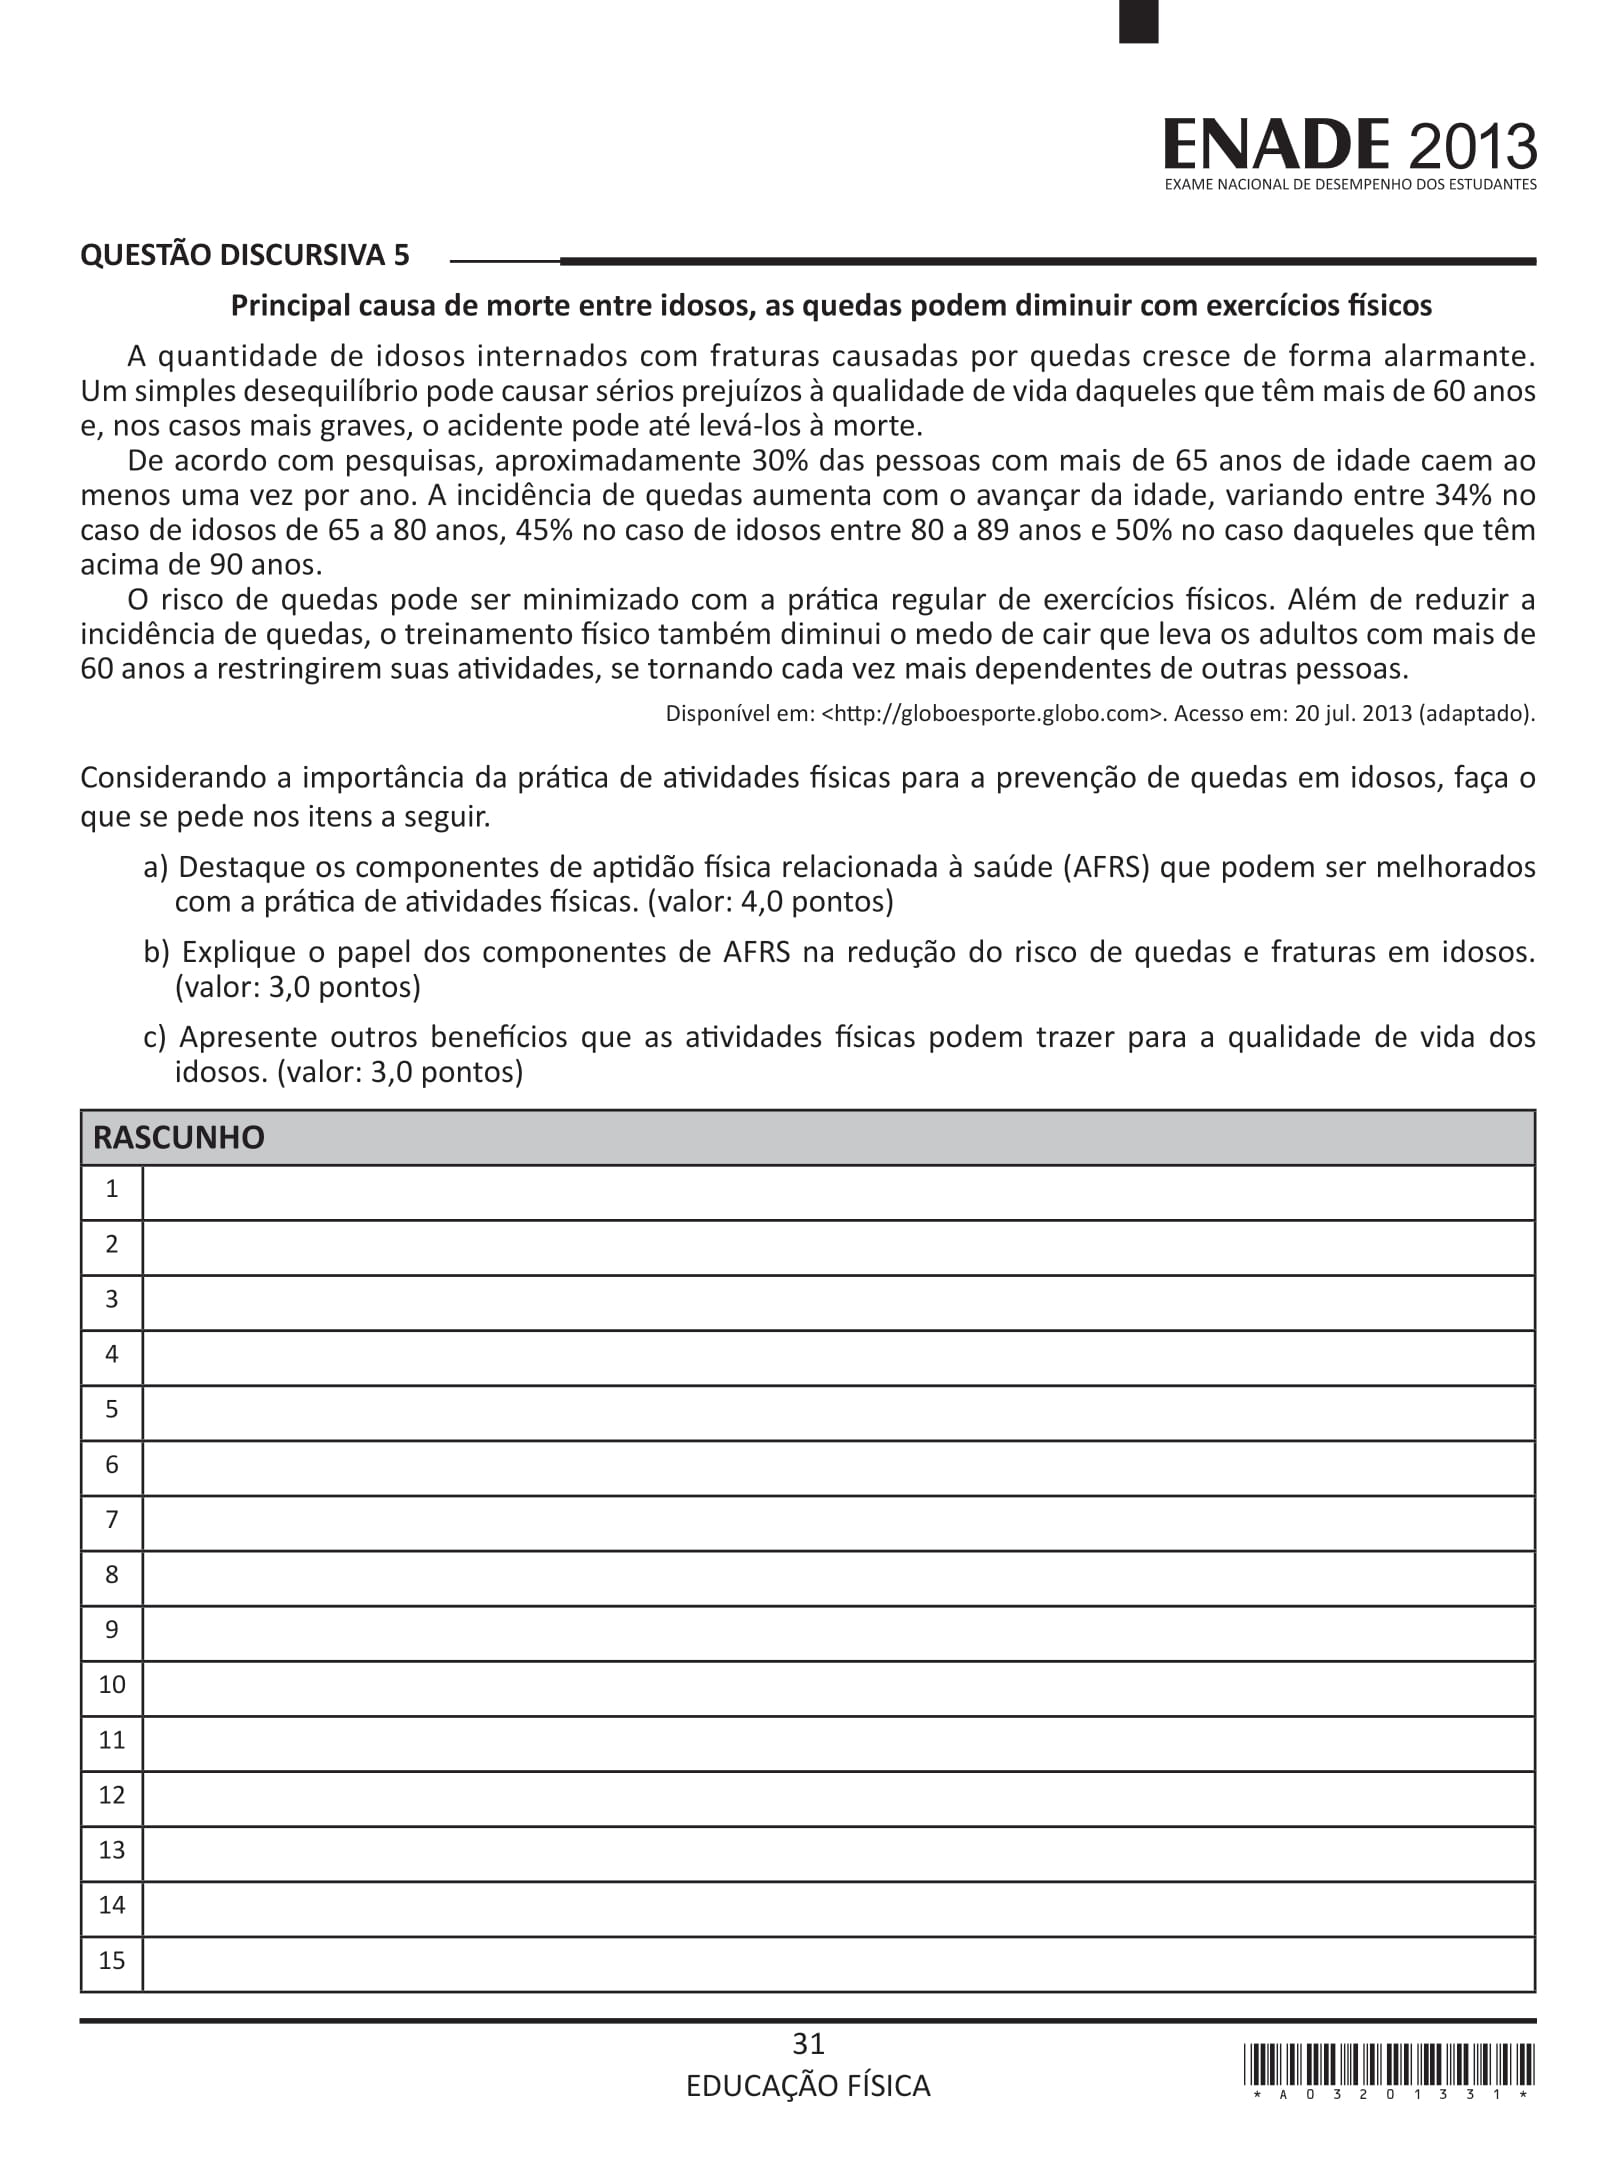 ENADE 2013
EXAME NACIONAL DE DESEMPENHO DOS ESTUDANTES
QUESTÃO DISCURSIVA 5
Principal causa de morte entre idosos, as quedas podem diminuir com exercícios físicos
A quantidade de idosos internados com fraturas causadas por quedas cresce de forma alarmante.
Um simples desequilíbrio pode causar sérios prejuízos à qualidade de vida daqueles que têm mais de 60 anos
e, nos casos mais graves, o acidente pode até levá-los à morte.
De acordo com pesquisas, aproximadamente 30% das pessoas com mais de 65 anos de idade caem ao
menos uma vez por ano. A incidência de quedas aumenta com o avançar da idade, variando entre 34% no
caso de idosos de 65 a 80 anos, 45% no caso de idosos entre 80 a 89 anos e 50% no caso daqueles que têm
acima de 90 anos.
O risco de quedas pode ser minimizado com a prática regular de exercícios físicos. Além de reduzir a
incidência de quedas, o treinamento físico também diminui o medo de cair que leva os adultos com mais de
60 anos a restringirem suas atividades, se tornando cada vez mais dependentes de outras pessoas.
Disponível em: <http://globoesporte.globo.com>. Acesso em: 20 jul. 2013 (adaptado).
Considerando a importância da prática de atividades físicas para a prevenção de quedas em idosos, faça o
que se pede nos itens a seguir.
a) Destaque os componentes de aptidão física relacionada à saúde (AFRS) que podem ser melhorados
com a prática de atividades físicas. (valor: 4,0 pontos)
b) Explique o papel dos componentes de AFRS na redução do risco de quedas e fraturas em idosos.
(valor: 3,0 pontos)
c) Apresente outros benefícios que as atividades físicas podem trazer para a qualidade de vida dos
idosos. (valor: 3,0 pontos)
RASCUNHO
1
2
3
4
5
6
7
8
9
10
11
12
13
14
15
31
EDUCAÇÃO FÍSICA
*A03201331*